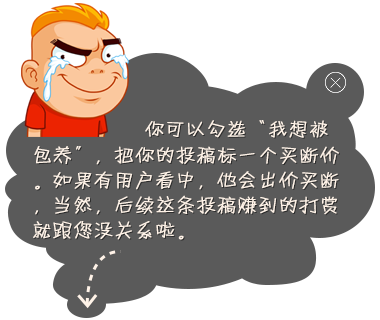 你可以勾选“我想被
包养”，把你的投稿标一个买断价
。如果有用户看中，他会出价买断
，当然，后续这条投稿赚到的打赏
就跟您没关系啦。